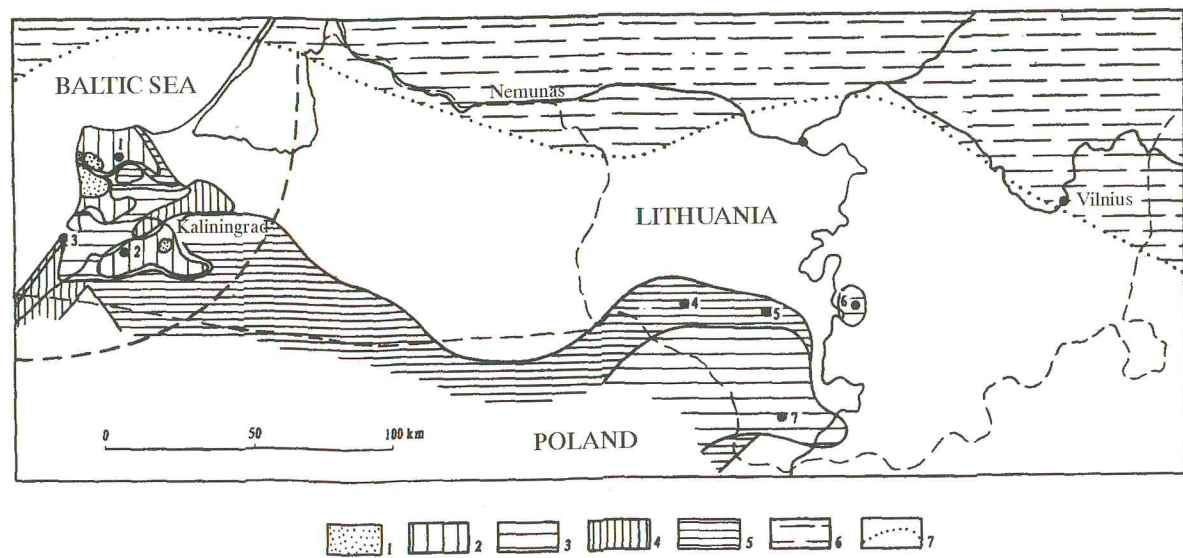 BALTIC SEA
Nemunas
1
LITHUANIA
Vilnius
Kaliningrad
3
2
4
5
6
7
0 50 100 km
POLAND
1 2 3 4 5 6 7